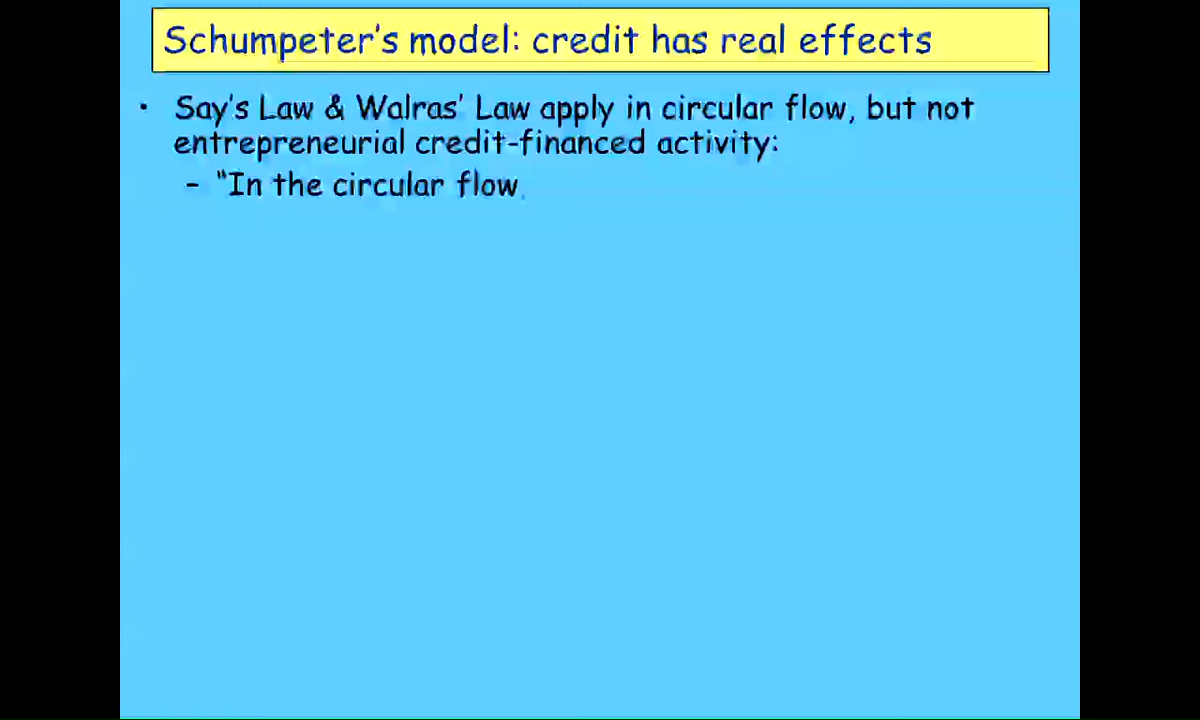 Schumpeter's model: credit has real effects
• Say's Law & Walras' Law apply in circular flow, but not
entrepreneurial credit-financed activity:
– "In the circular flow